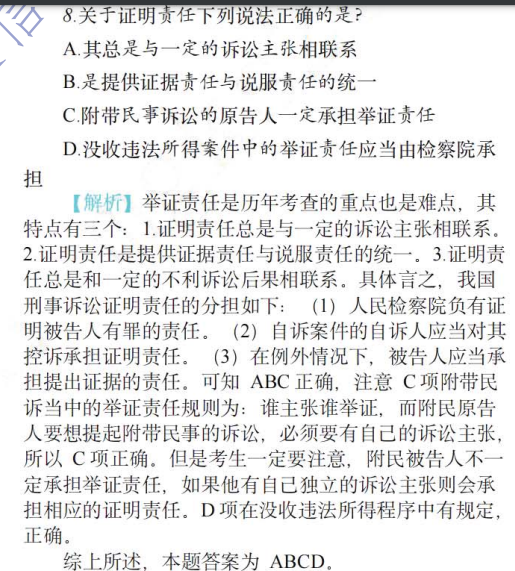 8.关于证明责任下列说法正确的是?
A.其总是与一定的诉讼主张相联系
B.是提供证据责任与说服责任的统一
C.附带民事诉讼的原告人一定承担举证责任
D.没收违法所得案件中的举证责任应当由检察院承
担
【解析】举证责任是历年考查的重点也是难点，其
特点有三个：1.证明责任总是与一定的诉讼主张相联系。
2.证明责任是提供证据责任与说服责任的统一。3.证明责
任总是和一定的不利诉讼后果相联系。具体言之，我国
刑事诉讼证明责任的分担如下：（1）人民检察院负有证
明被告人有罪的责任。（2）自诉案件的自诉人应当对其
控诉承担证明责任。（3）在例外情况下，被告人应当承
担提出证据的责任。可知 ABC 正确，注意 C 项附带民
诉当中的举证责任规则为：谁主张谁举证，而附民原告
人要想提起附带民事的诉讼，必须要有自己的诉讼主张，
所以 C 项正确。但是考生一定要注意，附民被告人不一
定承担举证责任，如果他有自己独立的诉讼主张则会承
担相应的证明责任。D 项在没收违法所得程序中有规定，
正确。
综上所述，本题答案为 ABCD。